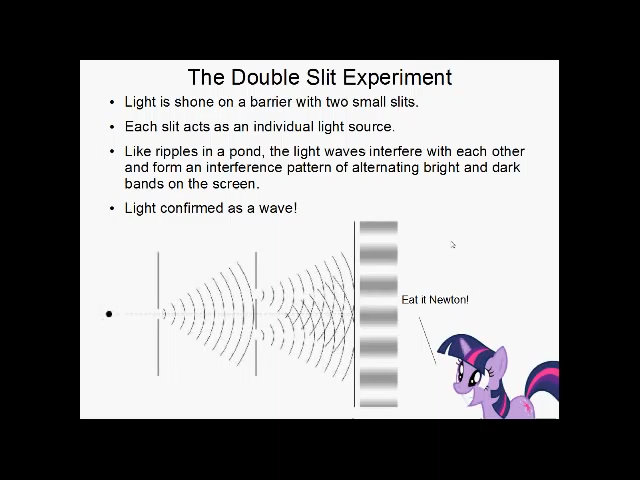 The Double Slit Experiment
• Light is shone on a barrier with two small slits.
• Each slit acts as an individual light source.
• Like ripples in a pond, the light waves interfere with each other
and form an interference pattern of alternating bright and dark
bands on the screen.
• Light confirmed as a wave!
Eat it Newton!